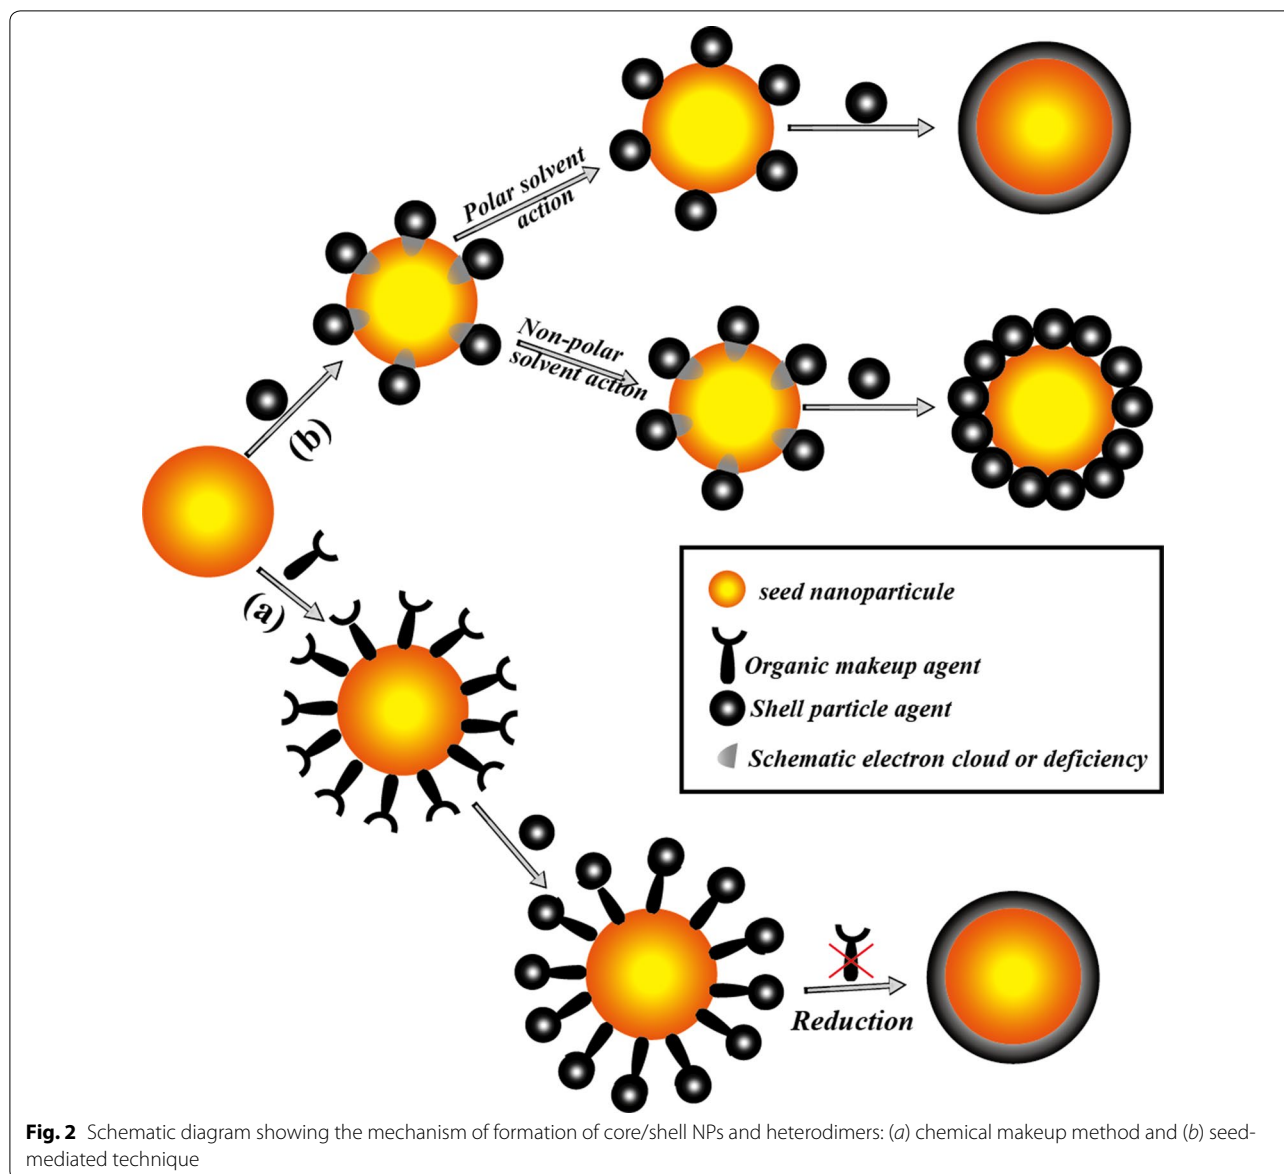 Polar solvent
action
Non-polar
solvent action
(b)
(a)
seed nanoparticule
Organic makeup agent
Shell particle agent
Schematic electron cloud or deficiency
Reduction
Fig. 2 Schematic diagram showing the mechanism of formation of core/shell NPs and heterodimers: (a) chemical makeup method and (b) seed-
mediated technique